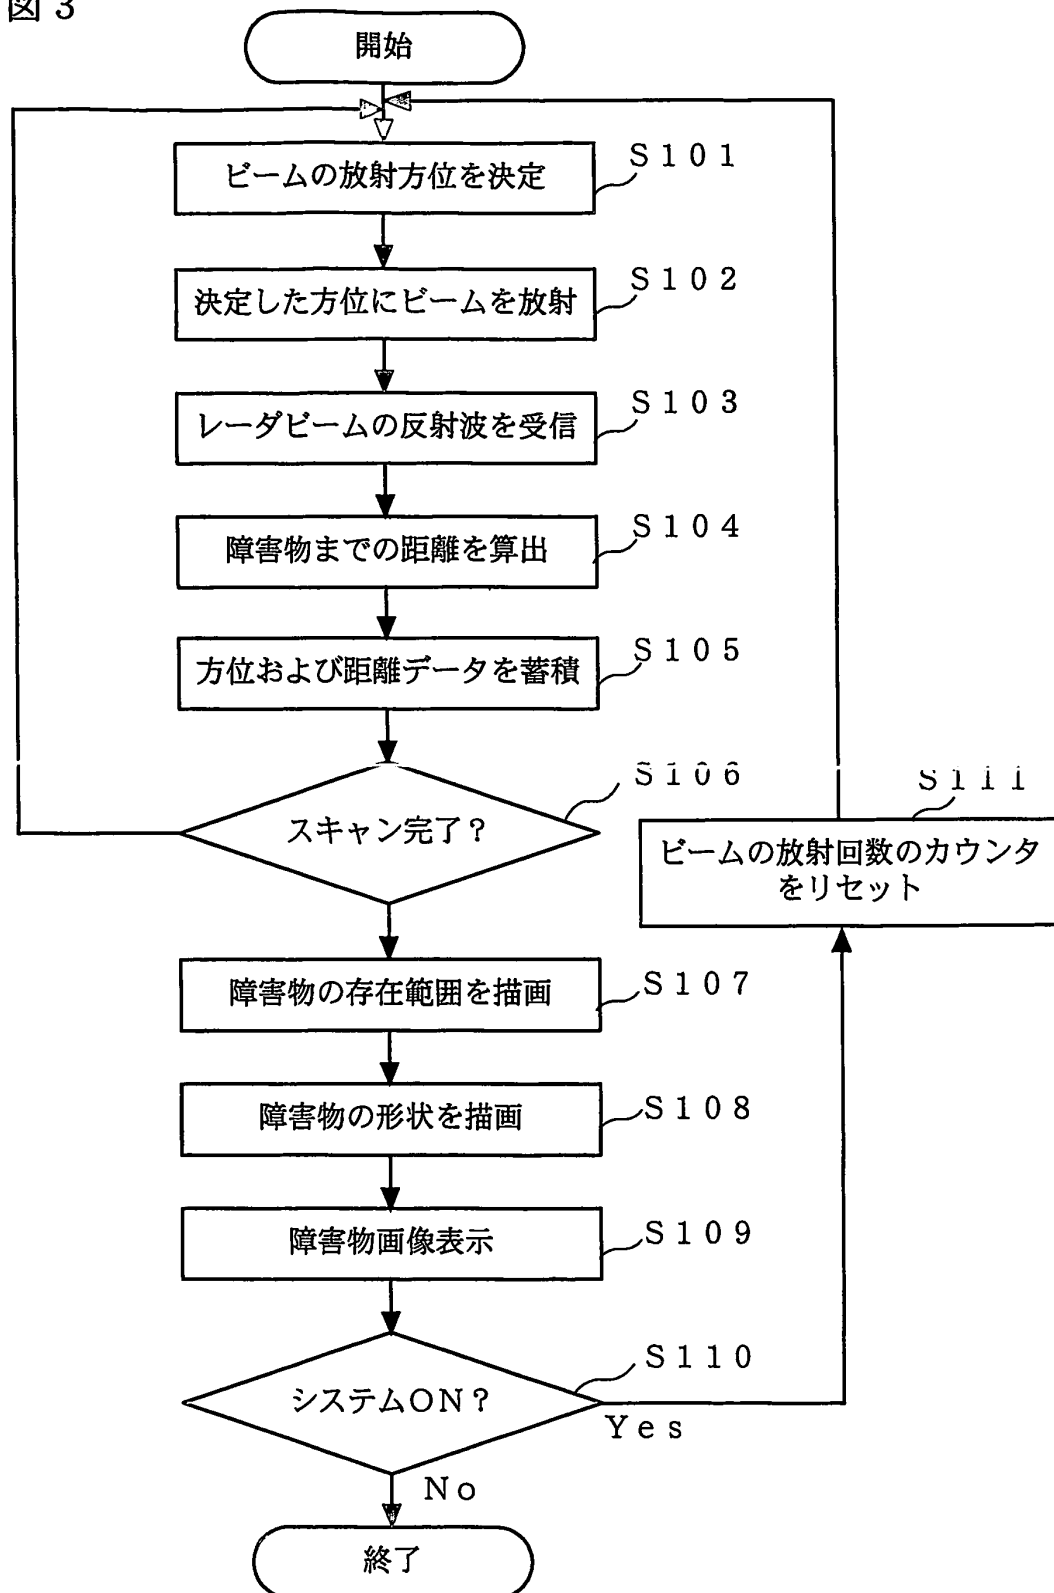 図3
開始
ビームの放射方位を決定
S101
決定した方位にビームを放射
S102
レーダビームの反射波を受信
S103
障害物までの距離を算出
S104
方位および距離データを蓄積
S105
スキャン完了?
S106
S111
ビームの放射回数のカウンタ
をリセット
障害物の存在範囲を描画
S107
障害物の形状を描画
S108
障害物画像表示
S109
システムON?
S110
Yes
No
終了